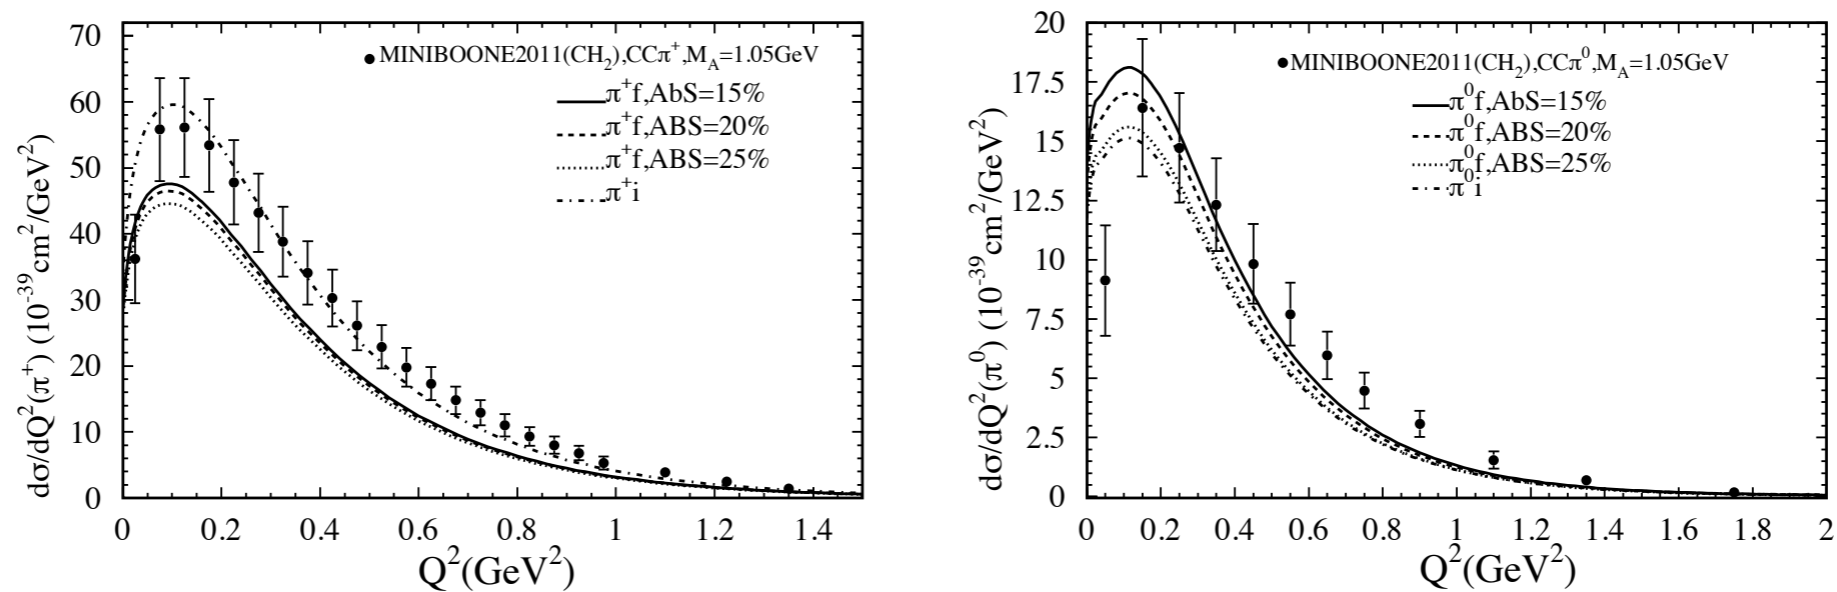 70
60
50
40
30
20
10
0
dσ/dQ²(π⁺) (10⁻³⁹cm²/GeV²)
MINIBOONE2011(CH₂),CCπ⁺,M_A=1.05GeV
π⁺f,AbS=15%
π⁺f,ABS=20%
π⁺f,ABS=25%
π⁺i
0 0.2 0.4 0.6 0.8 1 1.2 1.4
Q²(GeV²)
20
17.5
15
12.5
10
7.5
5
2.5
0
dσ/dQ²(π⁰) (10⁻³⁹cm²/GeV²)
MINIBOONE2011(CH₂),CCπ⁰,M_A=1.05GeV
π⁰f,AbS=15%
π⁰f,ABS=20%
π⁰f,ABS=25%
π⁰i
0 0.2 0.4 0.6 0.8 1 1.2 1.4 1.6 1.8 2
Q²(GeV²)